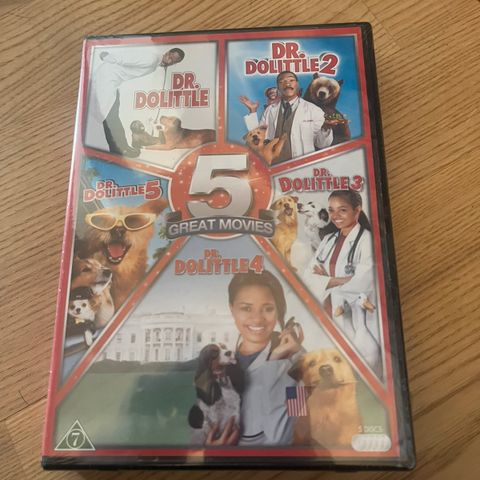 DR.
DOLITTLE
DR.
DOLITTLE 2
DR.
DOLITTLE 5
5
GREAT MOVIES
DR.
DOLITTLE 3
DR.
DOLITTLE 4
7
5 DISCS